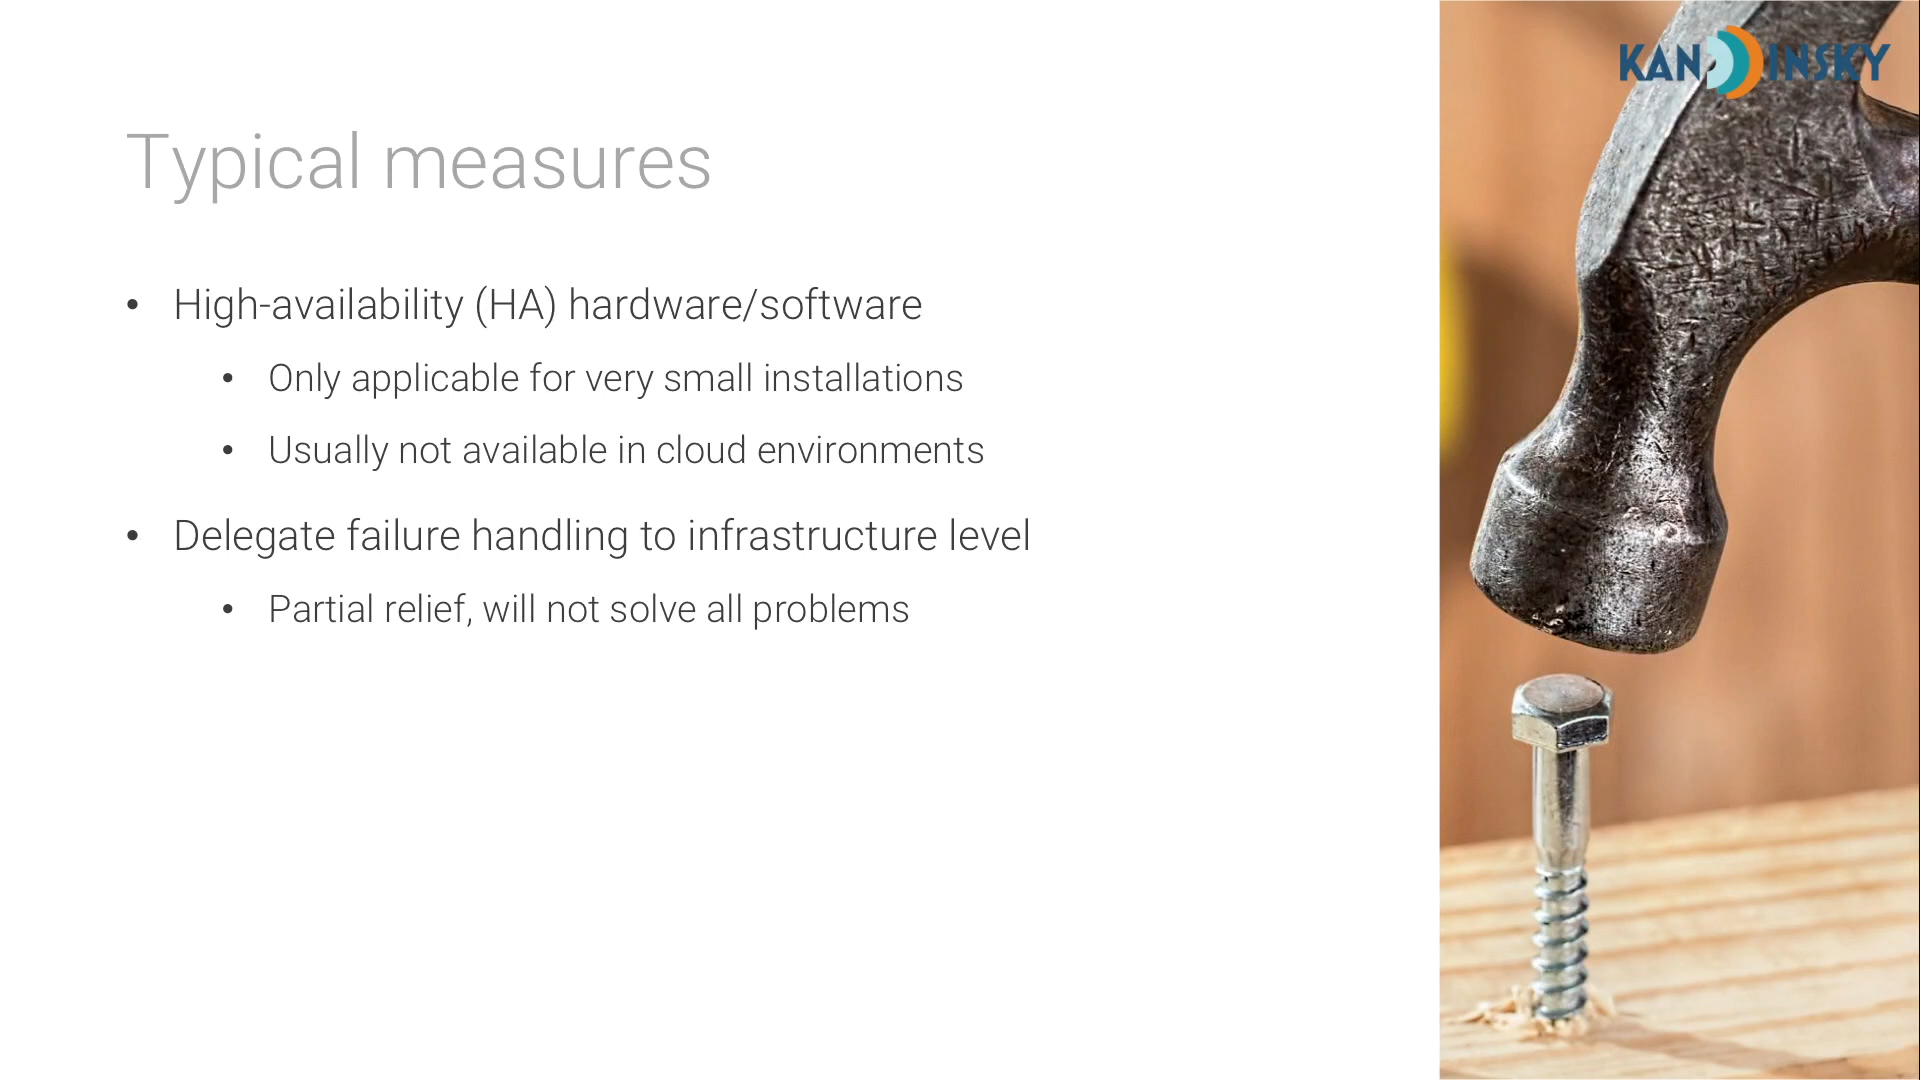 KANDINSKY
Typical measures
• High-availability (HA) hardware/software
• Only applicable for very small installations
• Usually not available in cloud environments
• Delegate failure handling to infrastructure level
• Partial relief, will not solve all problems